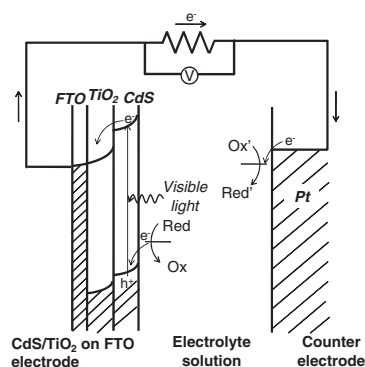 e-
V
FTO TiO2 CdS
e-
Ox'
e-
Visible
light
Red'
Pt
Red
e-
Ox
h+
CdS/TiO2 on FTO
electrode
Electrolyte
solution
Counter
electrode